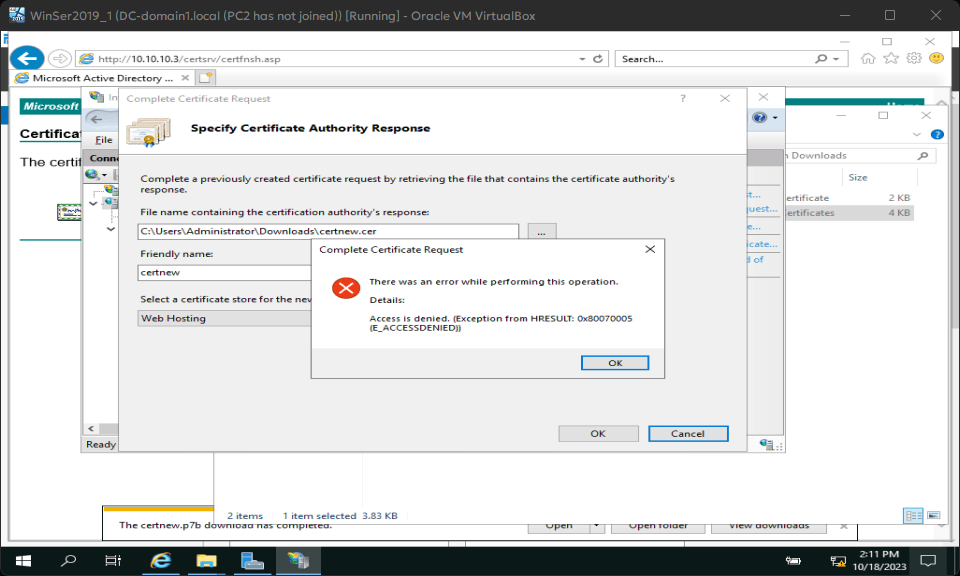 WinSer2019_1 (DC-domain1.local (PC2 has not joined)) [Running] - Oracle VM VirtualBox
http://10.10.10.3/certsrv/certfnsh.asp
Search...
Microsoft Active Directory ...
Microsoft
Complete Certificate Request
?
Specify Certificate Authority Response
File
Complete a previously created certificate request by retrieving the file that contains the certificate authority's
response.
File name containing the certification authority's response:
C:\Users\Administrator\Downloads\certnew.cer
...
Friendly name:
certnew
Select a certificate store for the new
Web Hosting
Complete Certificate Request
There was an error while performing this operation.
Details:
Access is denied. (Exception from HRESULT: 0x80070005
(E_ACCESSDENIED))
OK
OK
Cancel
Ready
Downloads
Size
ertificate
2 KB
ertificates
4 KB
2 items
1 item selected
3.83 KB
The certnew.p7b download has completed.
Open
Open folder
View downloads
2:11 PM
10/18/2023